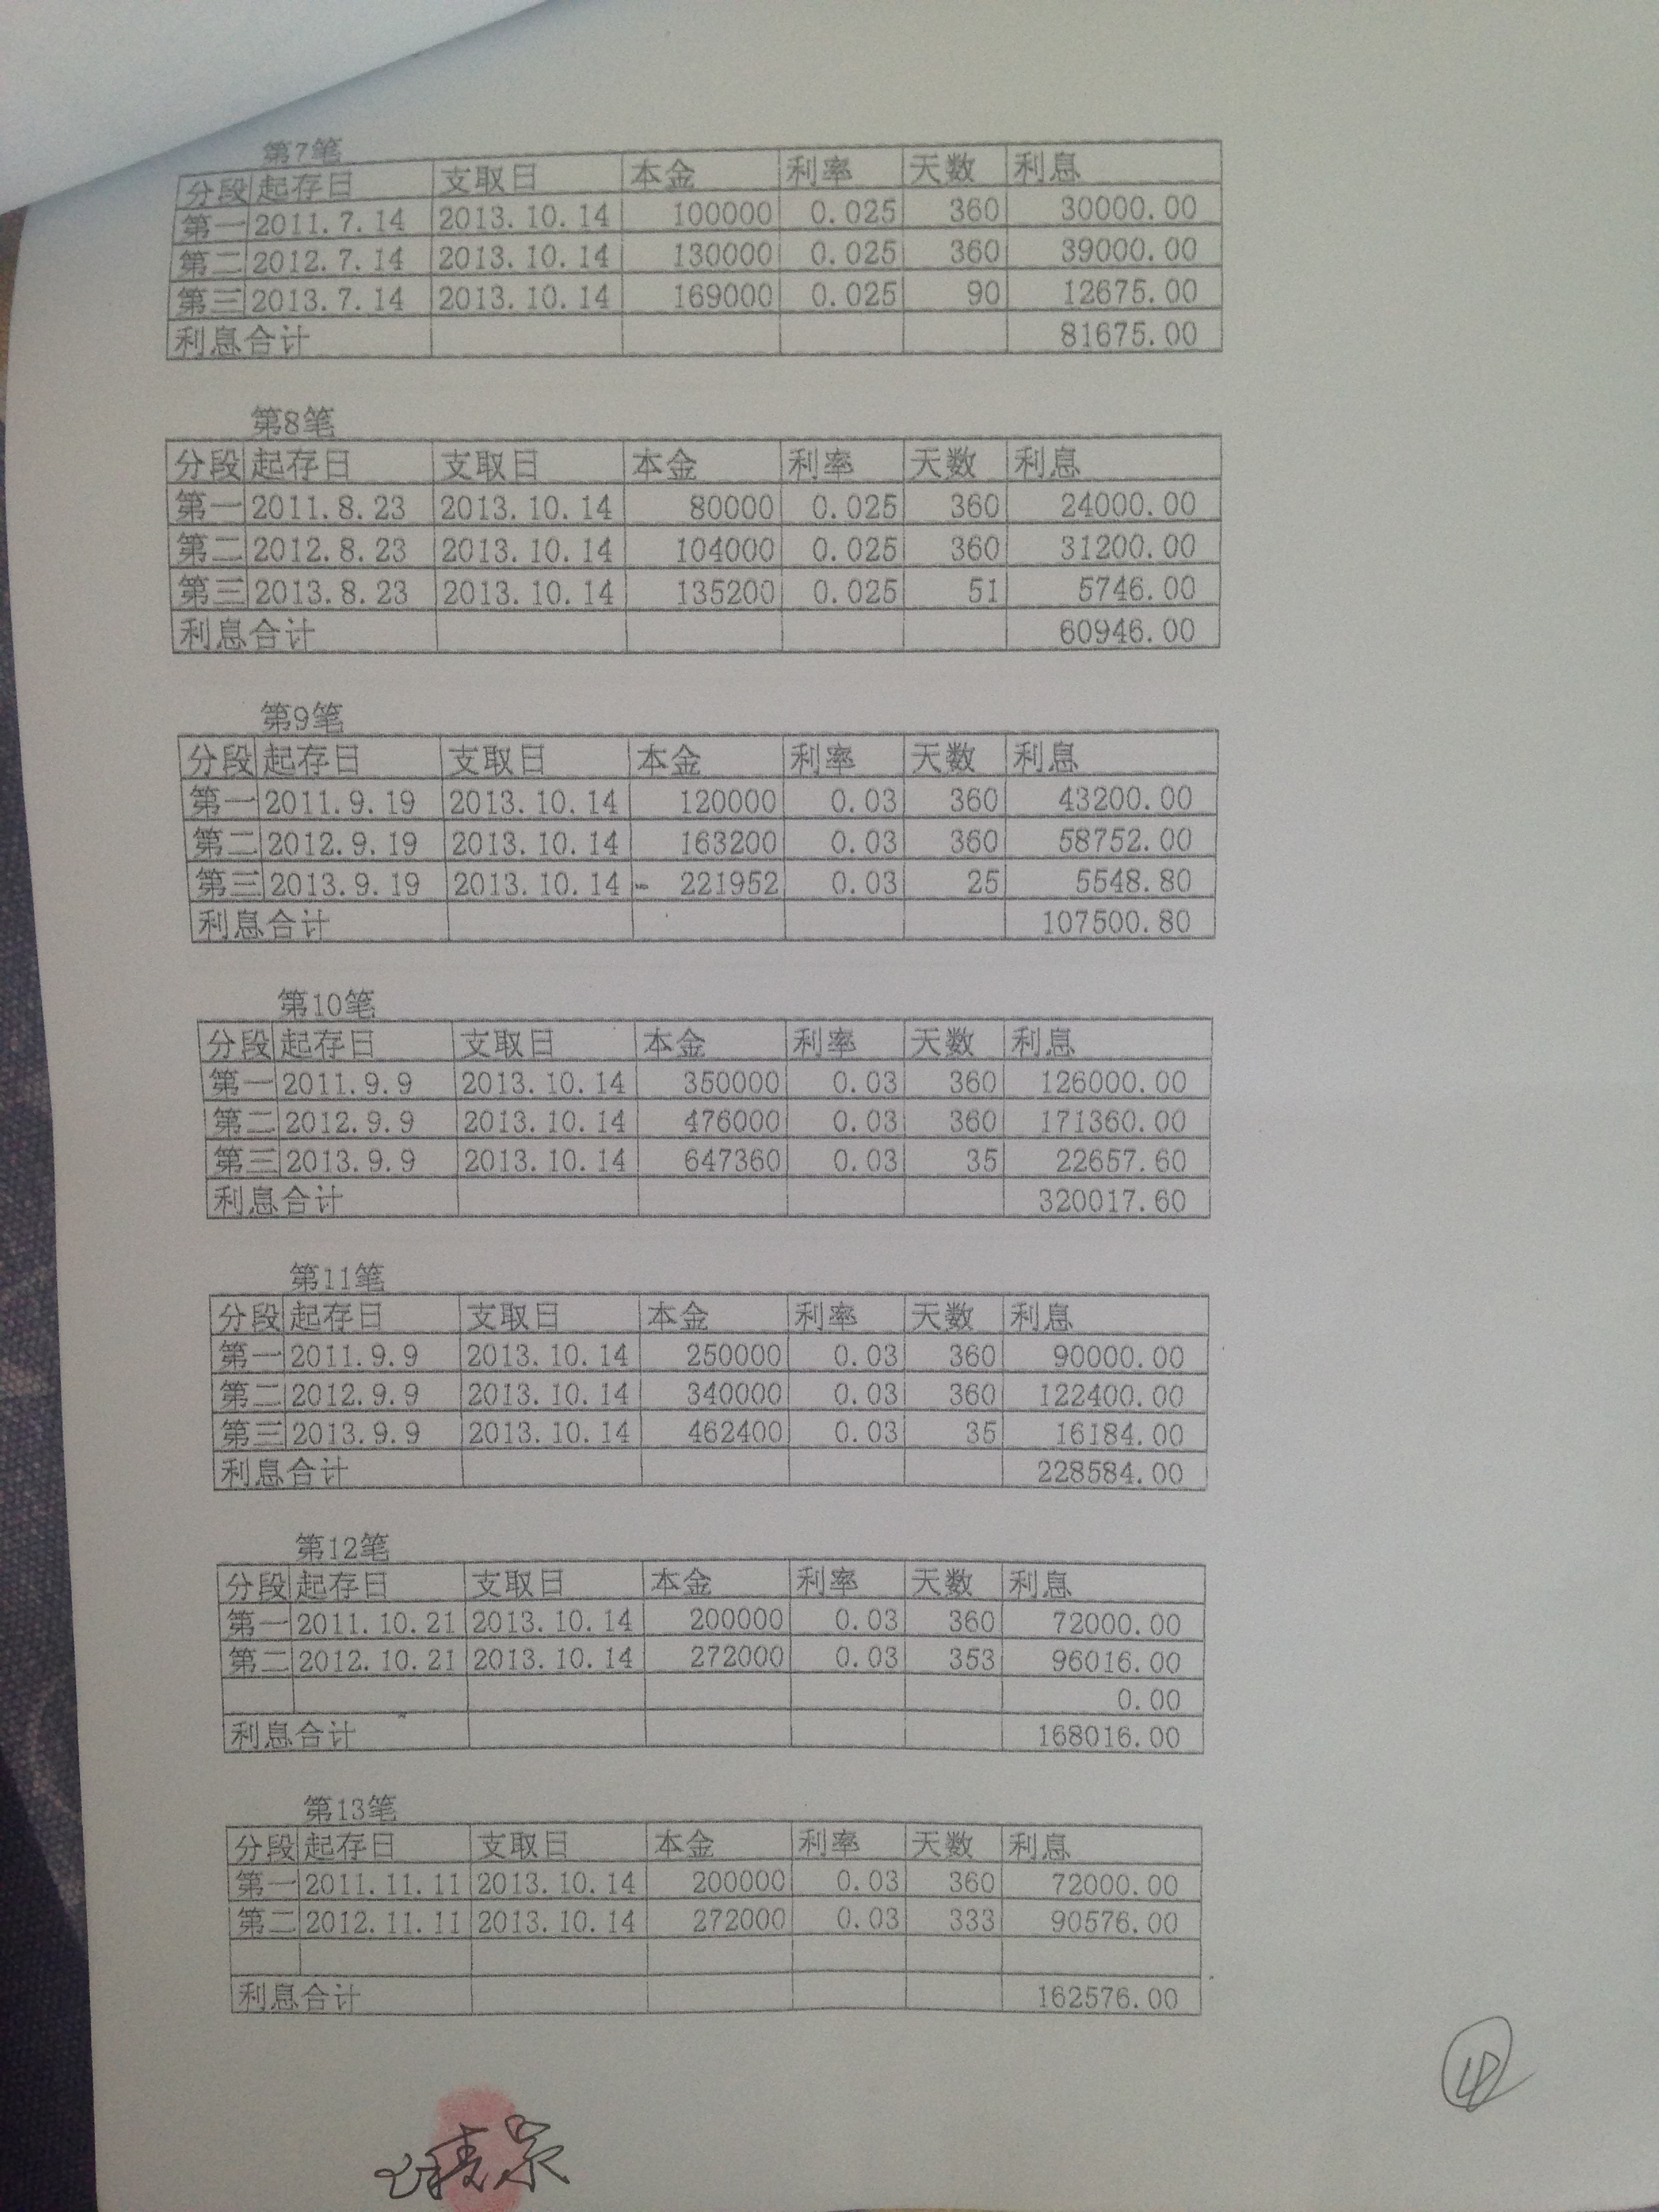 第7笔
分段 起存日 支取日 本金 利率 天数 利息
第一 2011.7.14 2013.10.14 100000 0.025 360 30000.00
第二 2012.7.14 2013.10.14 130000 0.025 360 39000.00
第三 2013.7.14 2013.10.14 169000 0.025 90 12675.00
利息合计 81675.00
第8笔
分段 起存日 支取日 本金 利率 天数 利息
第一 2011.8.23 2013.10.14 80000 0.025 360 24000.00
第二 2012.8.23 2013.10.14 104000 0.025 360 31200.00
第三 2013.8.23 2013.10.14 135200 0.025 51 5746.00
利息合计 60946.00
第9笔
分段 起存日 支取日 本金 利率 天数 利息
第一 2011.9.19 2013.10.14 120000 0.03 360 43200.00
第二 2012.9.19 2013.10.14 163200 0.03 360 58752.00
第三 2013.9.19 2013.10.14 221952 0.03 25 5548.80
利息合计 107500.80
第10笔
分段 起存日 支取日 本金 利率 天数 利息
第一 2011.9.9 2013.10.14 350000 0.03 360 126000.00
第二 2012.9.9 2013.10.14 476000 0.03 360 171360.00
第三 2013.9.9 2013.10.14 647360 0.03 35 22657.60
利息合计 320017.60
第11笔
分段 起存日 支取日 本金 利率 天数 利息
第一 2011.9.9 2013.10.14 250000 0.03 360 90000.00
第二 2012.9.9 2013.10.14 340000 0.03 360 122400.00
第三 2013.9.9 2013.10.14 462400 0.03 35 16184.00
利息合计 228584.00
第12笔
分段 起存日 支取日 本金 利率 天数 利息
第一 2011.10.21 2013.10.14 200000 0.03 360 72000.00
第二 2012.10.21 2013.10.14 272000 0.03 353 96016.00
0.00
利息合计 168016.00
第13笔
分段 起存日 支取日 本金 利率 天数 利息
第一 2011.11.11 2013.10.14 200000 0.03 360 72000.00
第二 2012.11.11 2013.10.14 272000 0.03 333 90576.00
利息合计 162576.00